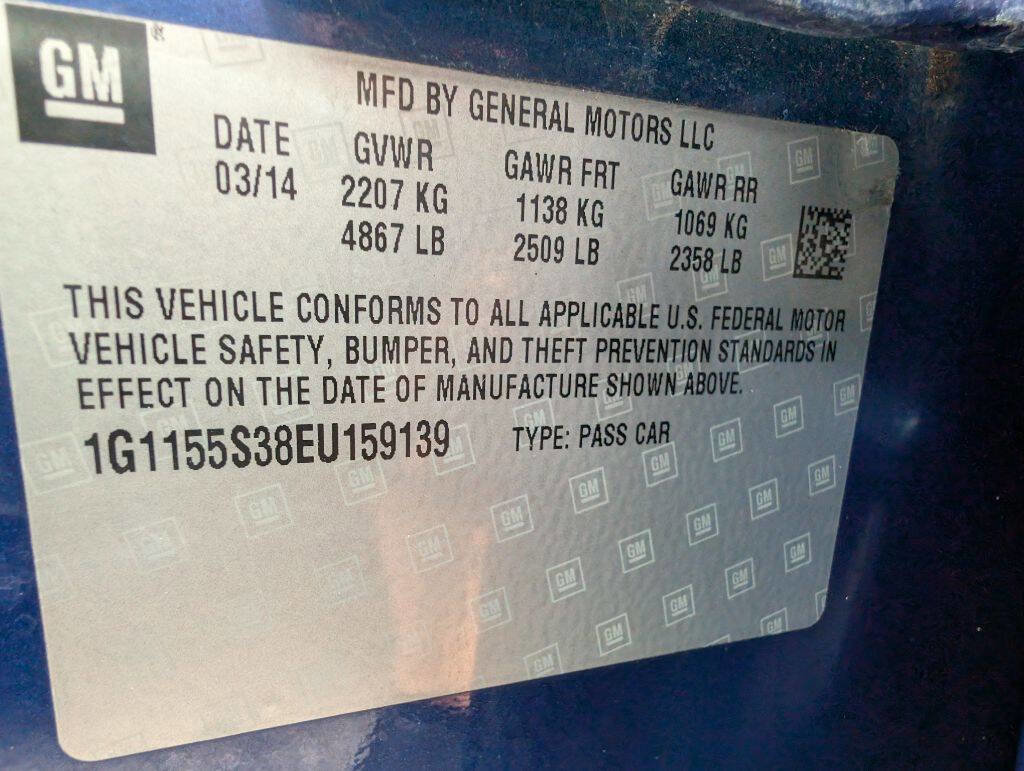 GM
MFD BY GENERAL MOTORS LLC
DATE GVWR GAWR FRT GAWR RR
03/14 2207 KG 1138 KG 1069 KG
4867 LB 2509 LB 2358 LB
THIS VEHICLE CONFORMS TO ALL APPLICABLE U.S. FEDERAL MOTOR
VEHICLE SAFETY, BUMPER, AND THEFT PREVENTION STANDARDS IN
EFFECT ON THE DATE OF MANUFACTURE SHOWN ABOVE.
1G1155S38EU159139 TYPE: PASS CAR